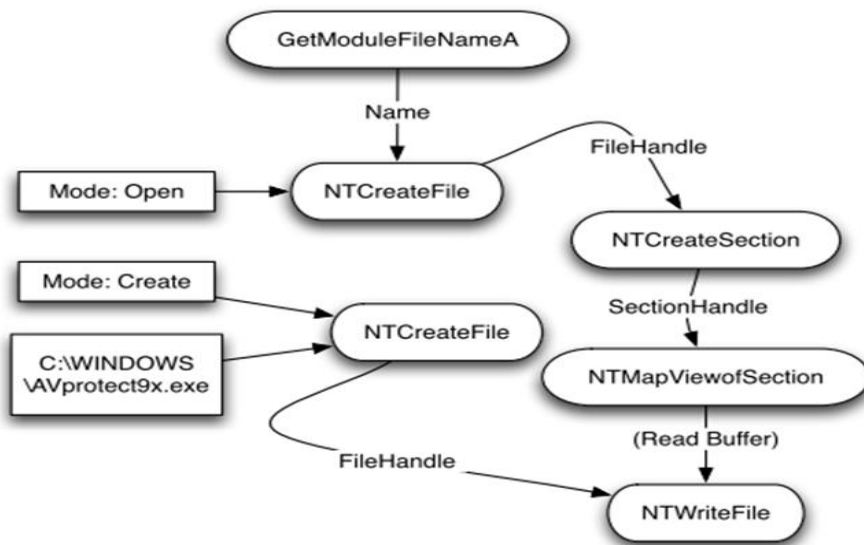 GetModuleFileNameA
Name
FileHandle
Mode: Open
NTCreateFile
NTCreateSection
Mode: Create
SectionHandle
NTCreateFile
C:\WINDOWS
\AVprotect9x.exe
NTMapViewofSection
(Read Buffer)
FileHandle
NTWriteFile